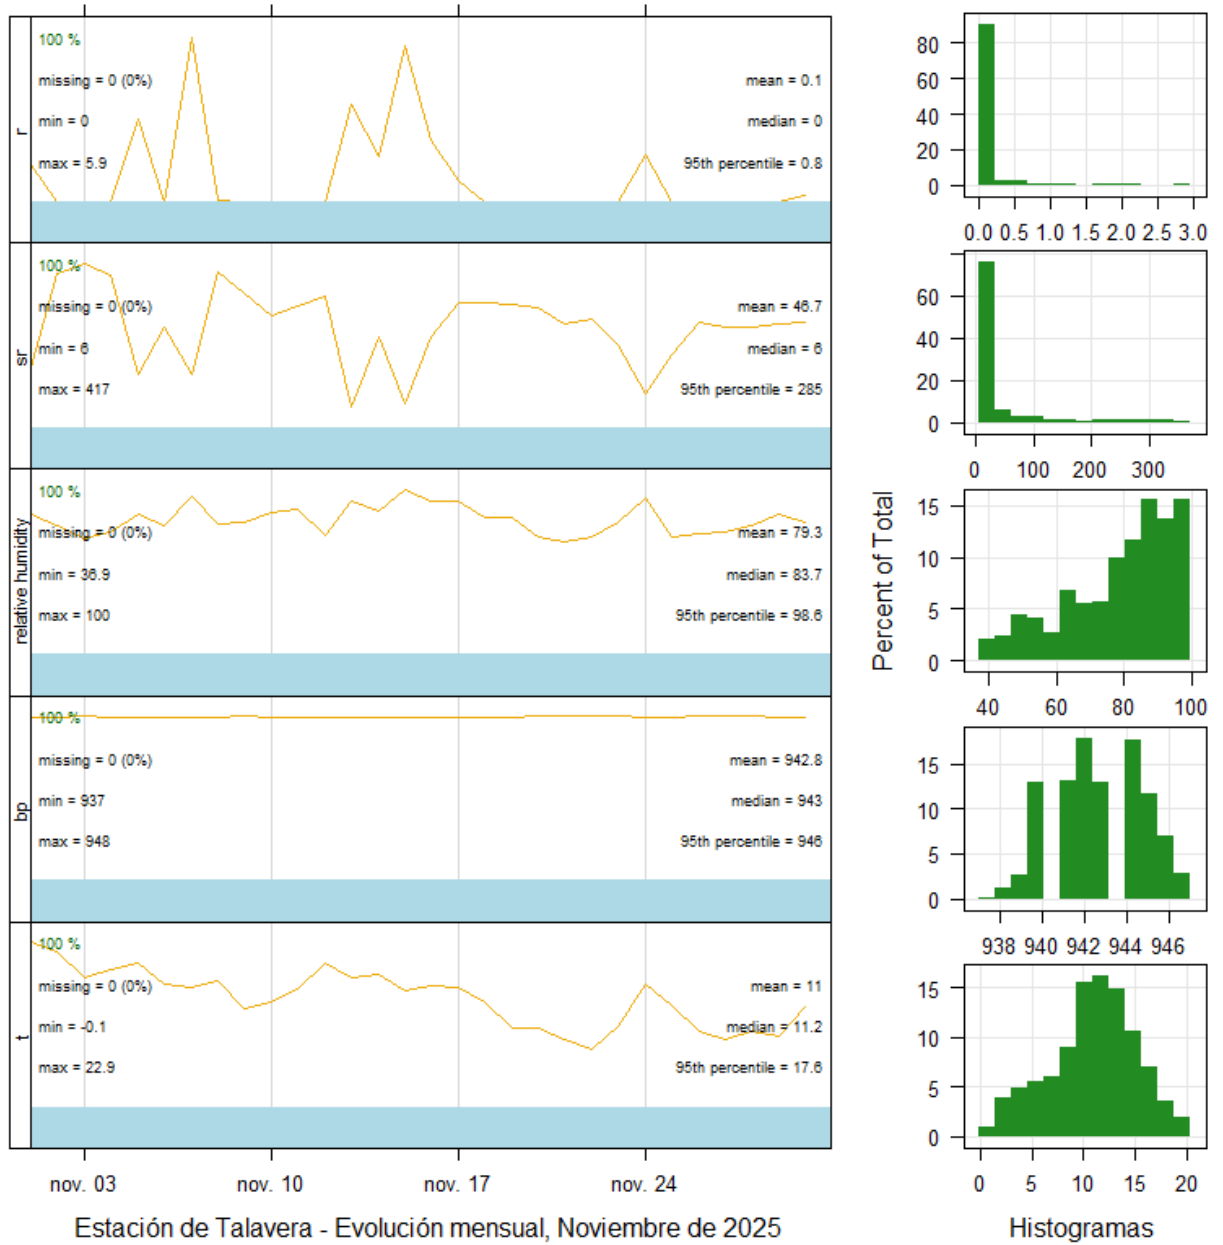 r
100 %
missing = 0 (0%)
min = 0
max = 5.9
mean = 0.1
median = 0
95th percentile = 0.8
sr
100 %
missing = 0 (0%)
min = 6
max = 417
mean = 46.7
median = 6
95th percentile = 285
relative humidity
100 %
missing = 0 (0%)
min = 36.9
max = 100
mean = 79.3
median = 83.7
95th percentile = 98.6
bp
100 %
missing = 0 (0%)
min = 937
max = 948
mean = 942.8
median = 943
95th percentile = 946
t
100 %
missing = 0 (0%)
min = -0.1
max = 22.9
mean = 11
median = 11.2
95th percentile = 17.6
nov. 03 nov. 10 nov. 17 nov. 24
Estación de Talavera - Evolución mensual, Noviembre de 2025
Percent of Total
80
60
40
20
0
0.0 0.5 1.0 1.5 2.0 2.5 3.0
60
40
20
0
0 100 200 300
15
10
5
0
40 60 80 100
15
10
5
0
938 940 942 944 946
15
10
5
0
0 5 10 15 20
Histogramas